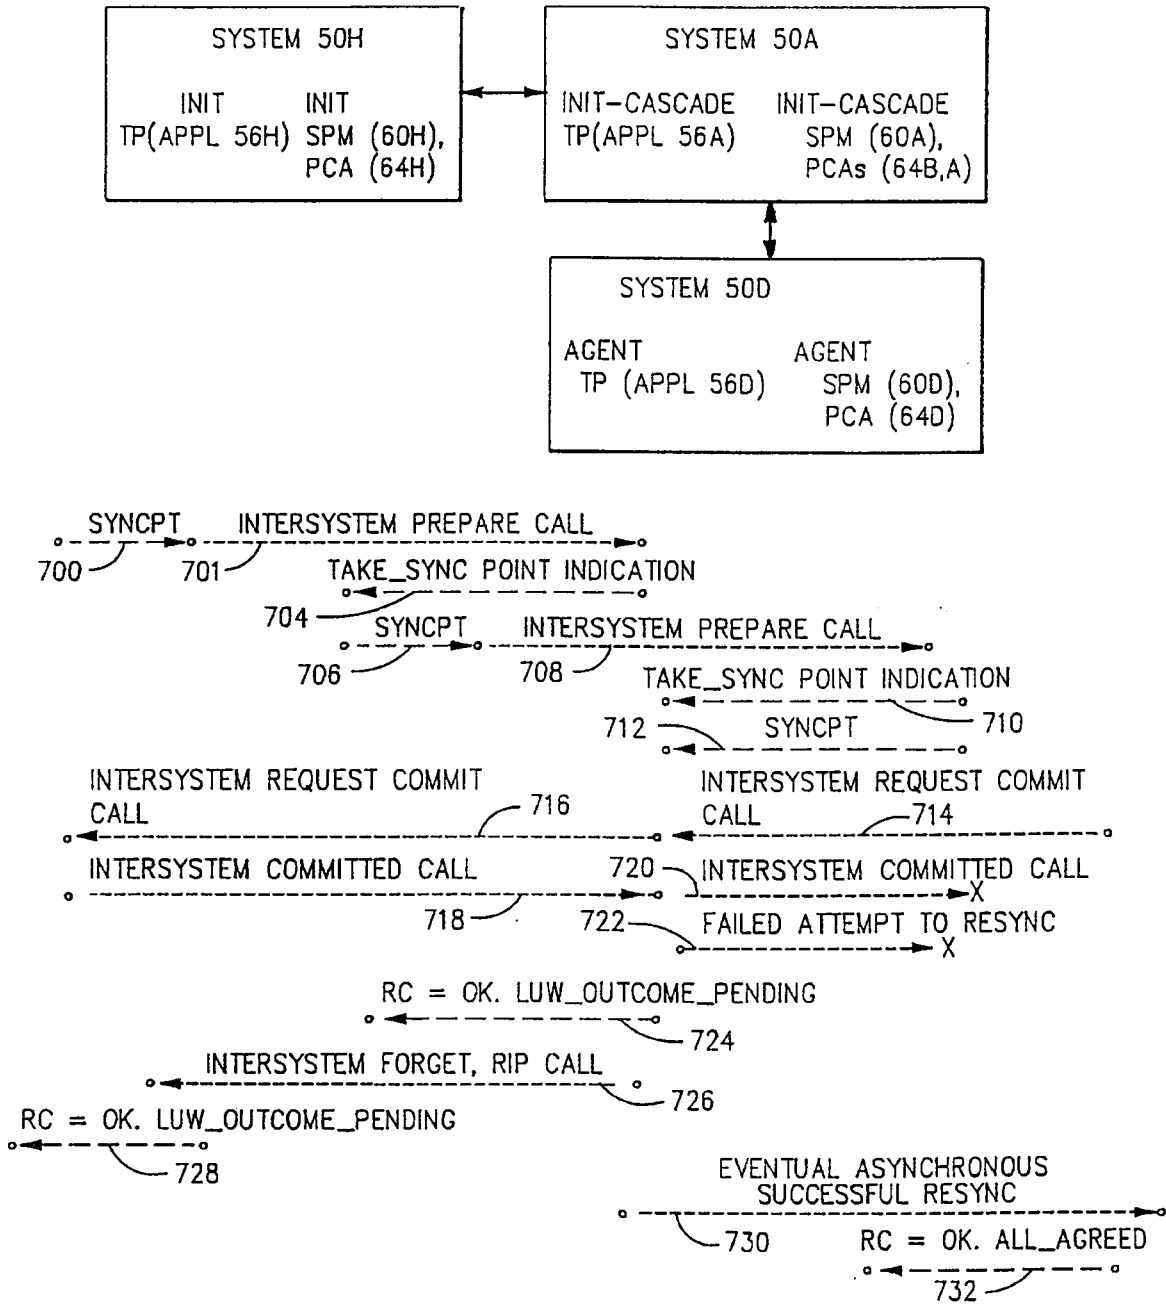 SYSTEM 50H
INIT INIT
TP(APPL 56H) SPM (60H),
PCA (64H)
SYSTEM 50A
INIT-CASCADE INIT-CASCADE
TP(APPL 56A) SPM (60A),
PCAs (64B,A)
SYSTEM 50D
AGENT AGENT
TP (APPL 56D) SPM (60D),
PCA (64D)
SYNCPT INTERSYSTEM PREPARE CALL
700 701
TAKE_SYNC POINT INDICATION
704
SYNCPT INTERSYSTEM PREPARE CALL
706 708
TAKE_SYNC POINT INDICATION
710
712 SYNCPT
INTERSYSTEM REQUEST COMMIT
CALL
716
INTERSYSTEM REQUEST COMMIT
CALL
714
INTERSYSTEM COMMITTED CALL
718
720 INTERSYSTEM COMMITTED CALL
X
722 FAILED ATTEMPT TO RESYNC
X
RC = OK. LUW_OUTCOME_PENDING
724
INTERSYSTEM FORGET, RIP CALL
726
RC = OK. LUW_OUTCOME_PENDING
728
EVENTUAL ASYNCHRONOUS
SUCCESSFUL RESYNC
730
RC = OK. ALL_AGREED
732